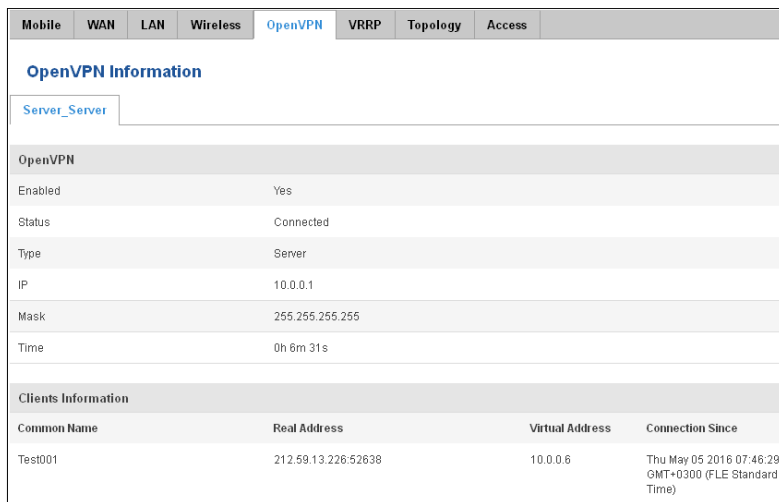 Mobile WAN LAN Wireless OpenVPN VRRP Topology Access
OpenVPN Information
Server_Server
OpenVPN
Enabled Yes
Status Connected
Type Server
IP 10.0.0.1
Mask 255.255.255.255
Time 0h 6m 31s
Clients Information
Common Name Real Address Virtual Address Connection Since
Test001 212.59.13.226:52638 10.0.0.6 Thu May 05 2016 07:46:29
GMT+0300 (FLE Standard
Time)